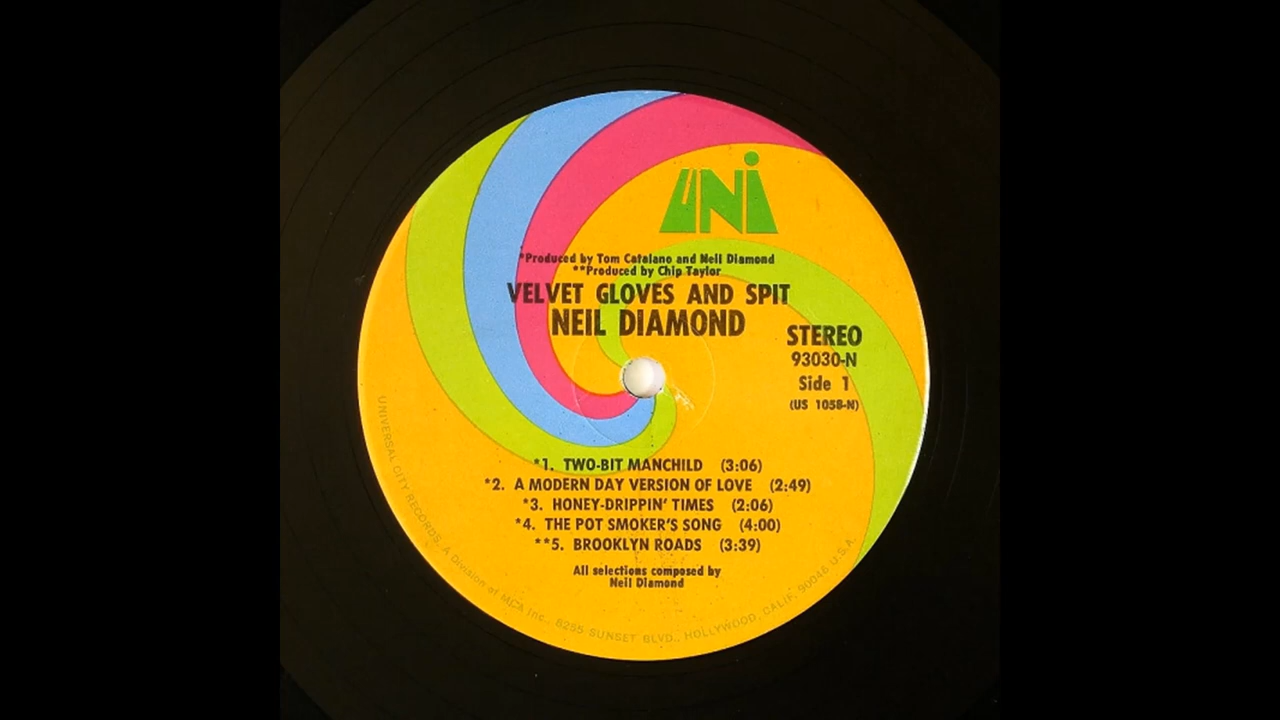 UNI
*Produced by Tom Catalano and Neil Diamond
**Produced by Chip Taylor
VELVET GLOVES AND SPIT
NEIL DIAMOND
STEREO
93030-N
Side 1
(US 1058-N)
*1. TWO-BIT MANCHILD (3:06)
*2. A MODERN DAY VERSION OF LOVE (2:49)
*3. HONEY-DRIPPIN' TIMES (2:06)
*4. THE POT SMOKER'S SONG (4:00)
**5. BROOKLYN ROADS (3:39)
All selections composed by
Neil Diamond
UNIVERSAL CITY RECORDS, A Division of MCA Inc., 8255 SUNSET BLVD., HOLLYWOOD, CALIF. 90046 U.S.A.